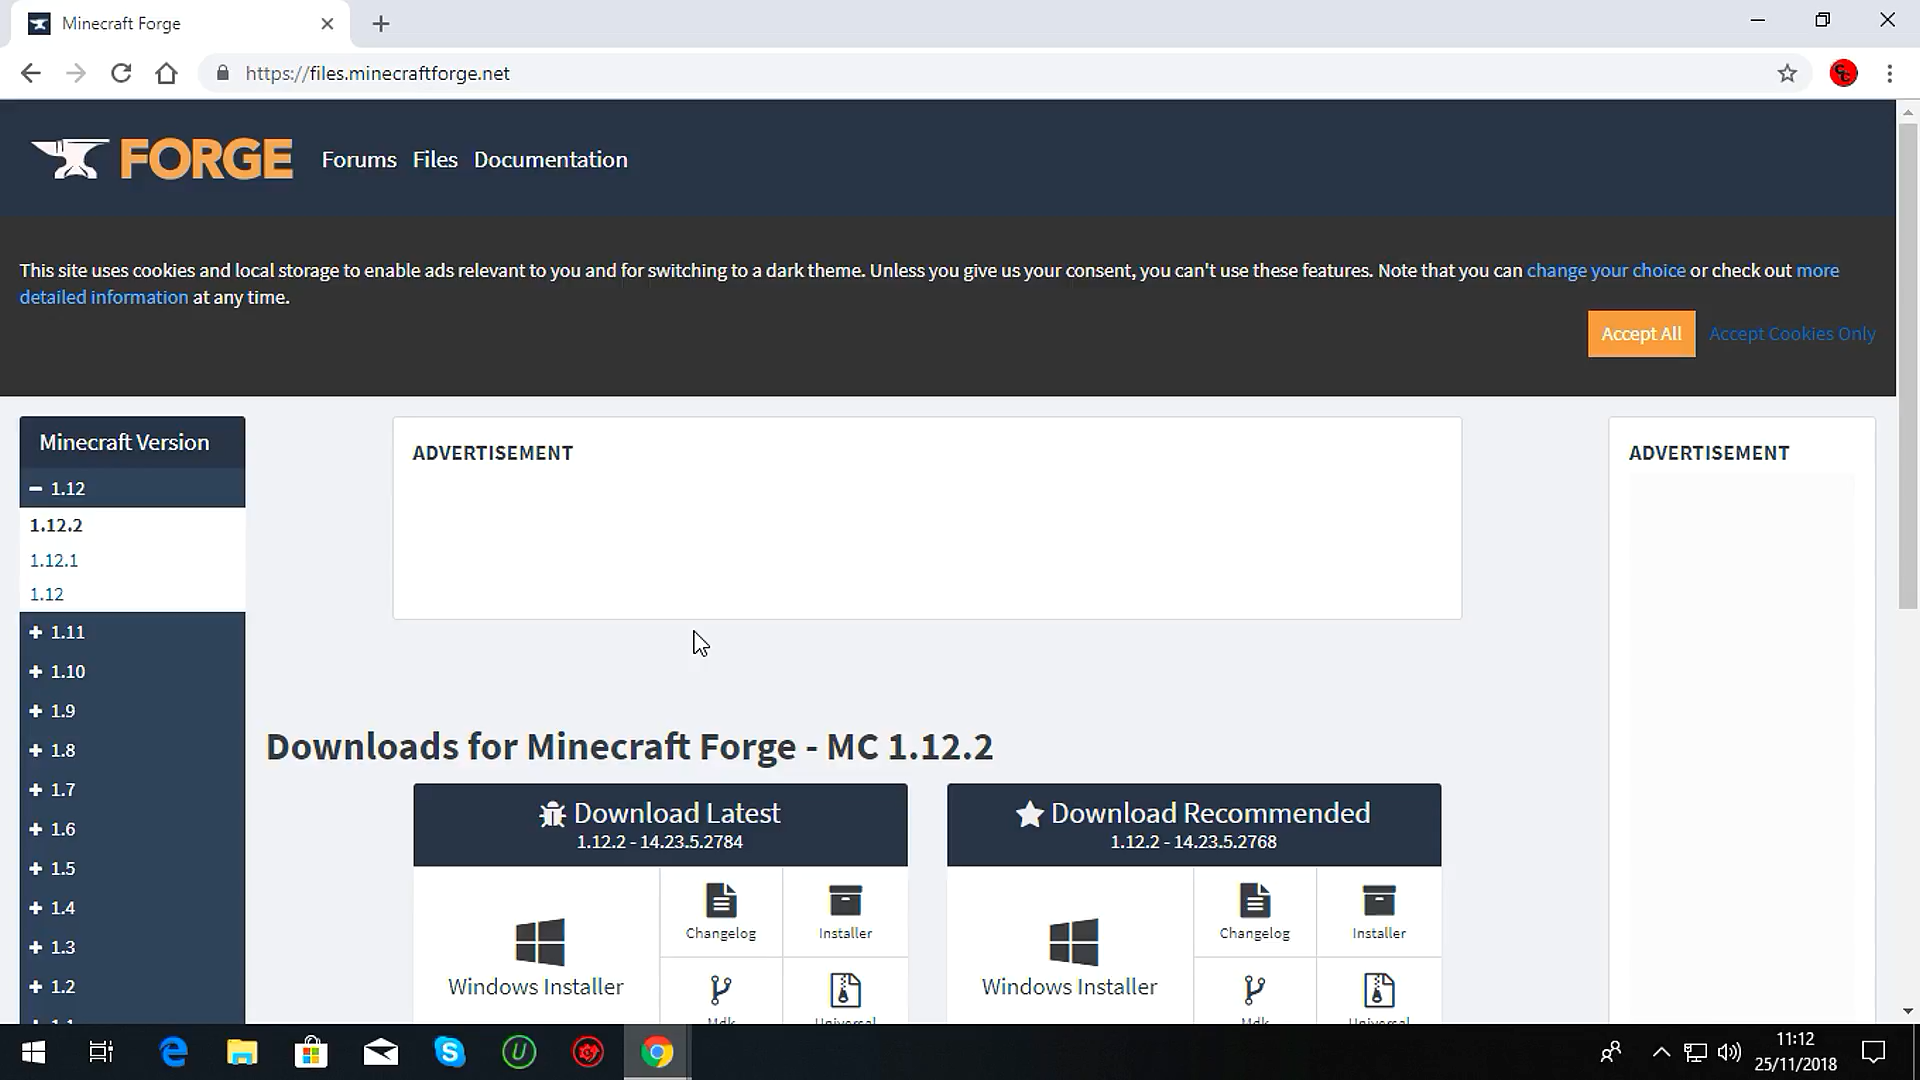 Minecraft Forge
https://files.minecraftforge.net
FORGE Forums Files Documentation
This site uses cookies and local storage to enable ads relevant to you and for switching to a dark theme. Unless you give us your consent, you can't use these features. Note that you can change your choice or check out more
detailed information at any time.
Accept All Accept Cookies Only
Minecraft Version
1.12
1.12.2
1.12.1
1.12
1.11
1.10
1.9
1.8
1.7
1.6
1.5
1.4
1.3
1.2
1.1
ADVERTISEMENT
ADVERTISEMENT
Downloads for Minecraft Forge - MC 1.12.2
Download Latest
1.12.2 - 14.23.5.2784
Windows Installer
Changelog
Installer
Mdk
Universal
Download Recommended
1.12.2 - 14.23.5.2768
Windows Installer
Changelog
Installer
Mdk
Universal
11:12
25/11/2018